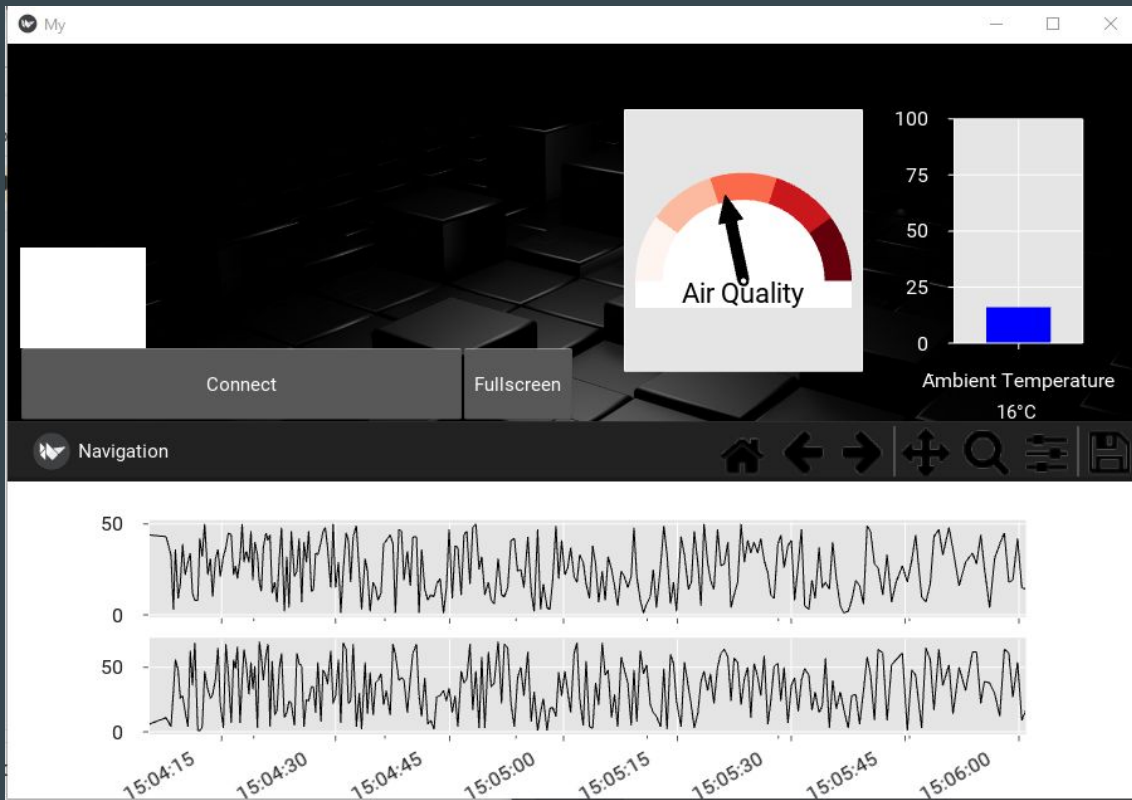 My
100
75
50
25
0
Air Quality
Connect
Fullscreen
Ambient Temperature
16°C
Navigation
50
0
50
0
15:04:15
15:04:30
15:04:45
15:05:00
15:05:15
15:05:30
15:05:45
15:06:00